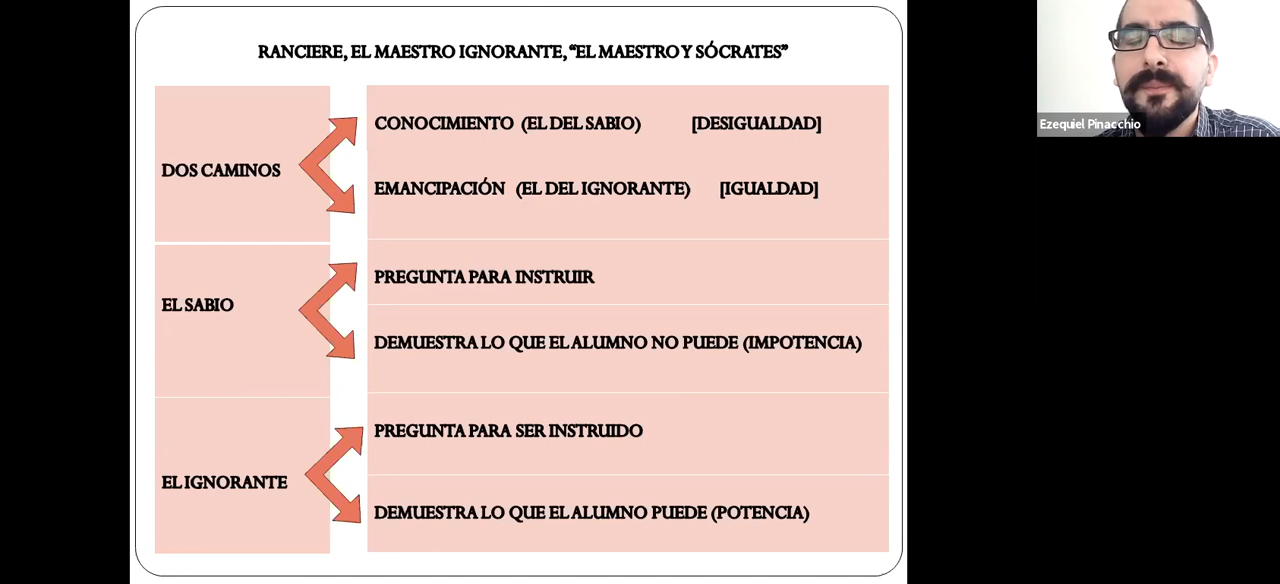 RANCIERE, EL MAESTRO IGNORANTE, “EL MAESTRO Y SÓCRATES”
DOS CAMINOS
CONOCIMIENTO (EL DEL SABIO) [DESIGUALDAD]
EMANCIPACIÓN (EL DEL IGNORANTE) [IGUALDAD]
EL SABIO
PREGUNTA PARA INSTRUIR
DEMUESTRA LO QUE EL ALUMNO NO PUEDE (IMPOTENCIA)
EL IGNORANTE
PREGUNTA PARA SER INSTRUIDO
DEMUESTRA LO QUE EL ALUMNO PUEDE (POTENCIA)
Ezequiel Pinacchio